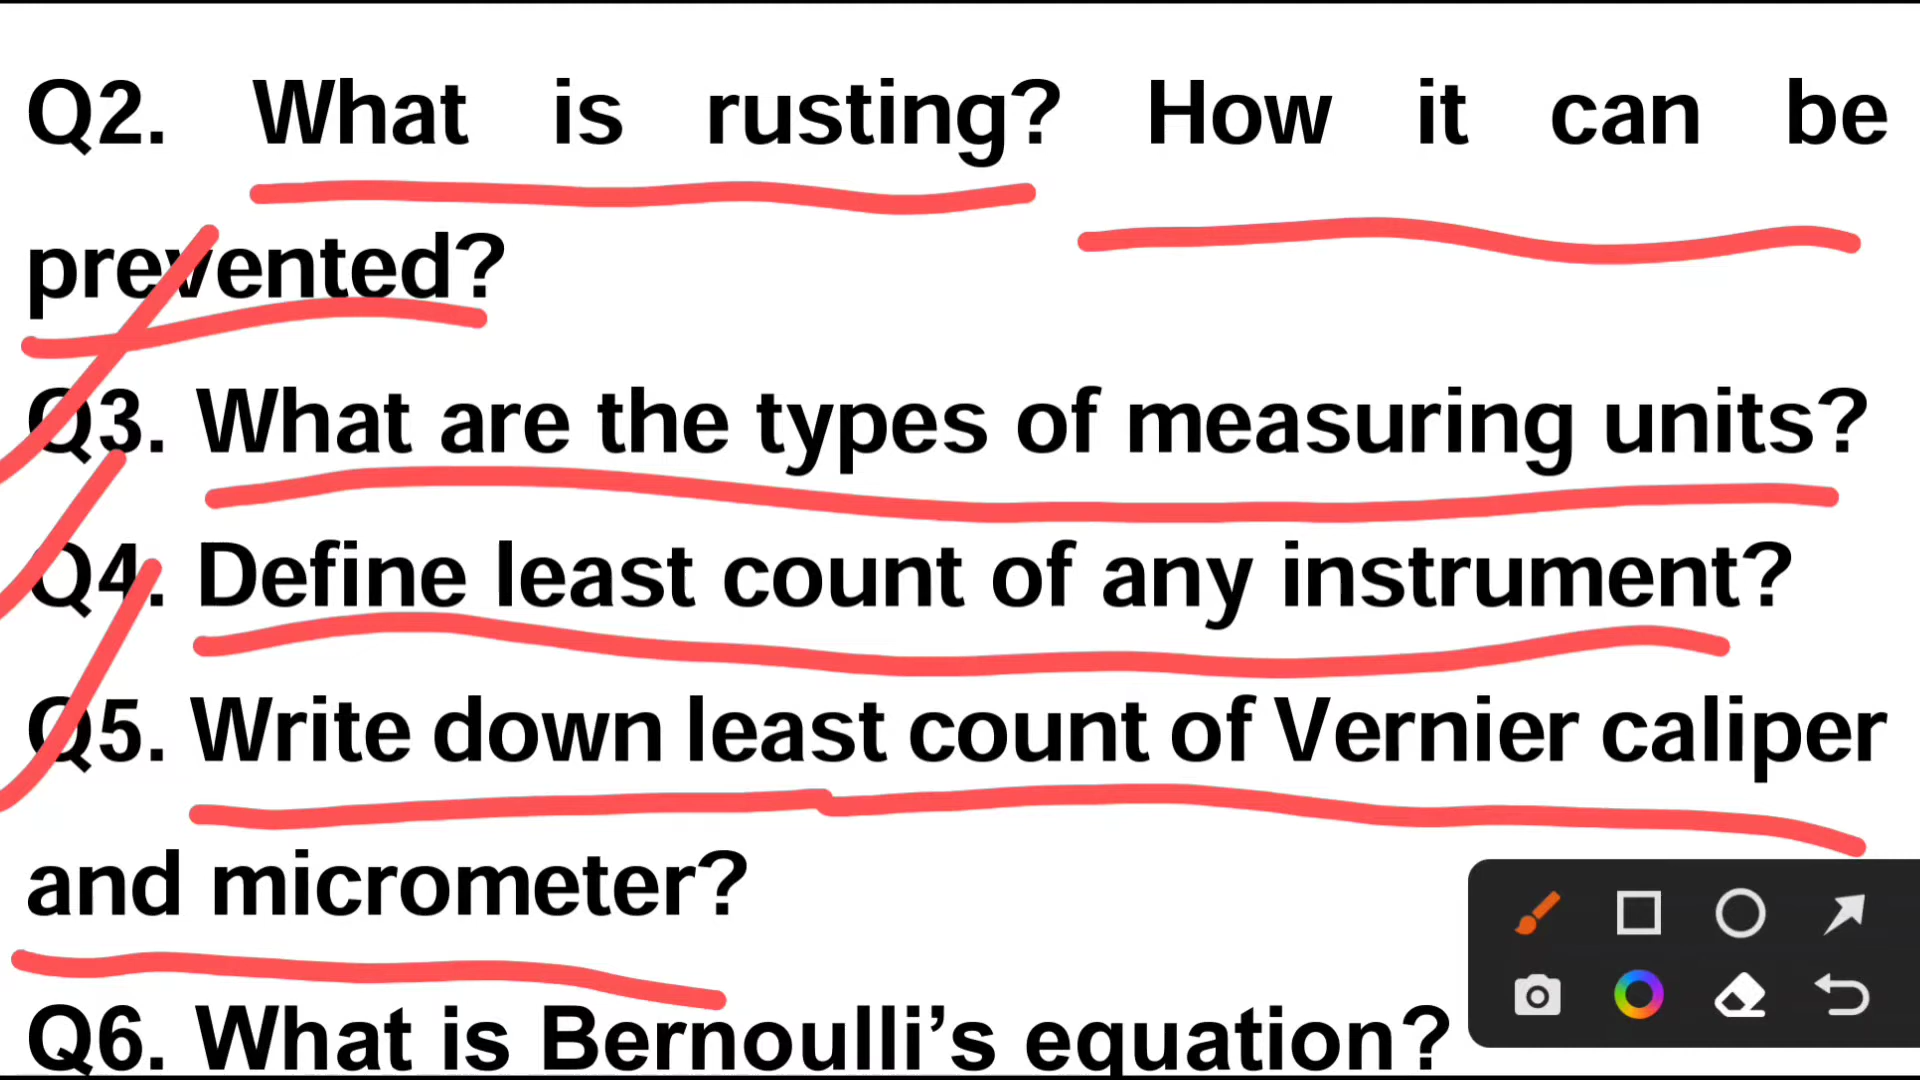 Q2. What is rusting? How it can be
prevented?
Q3. What are the types of measuring units?
Q4. Define least count of any instrument?
Q5. Write down least count of Vernier caliper
and micrometer?
Q6. What is Bernoulli’s equation?